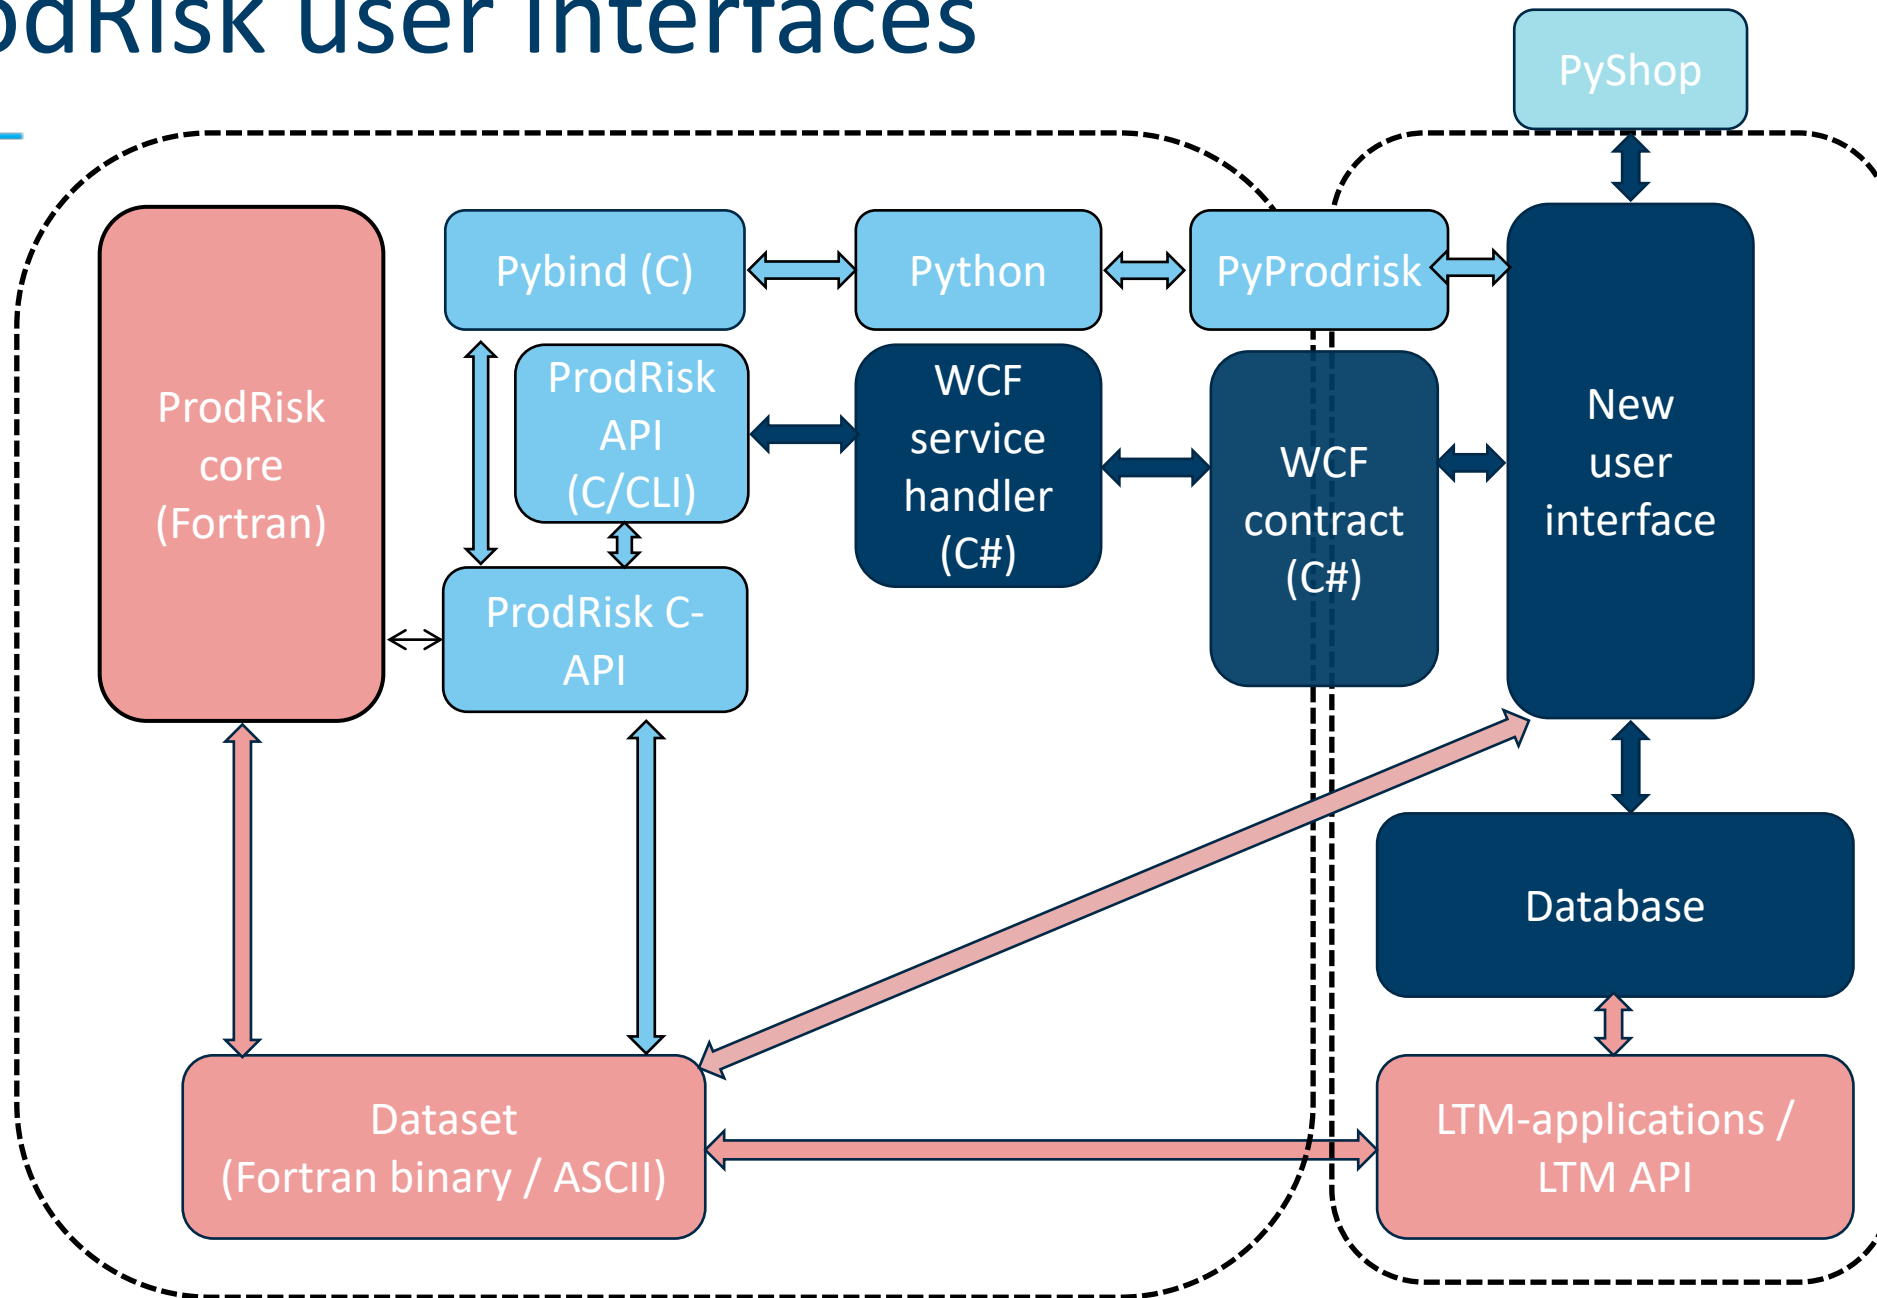 odRisk user interfaces
PyShop
Pybind (C)
Python
PyProdrisk
ProdRisk
core
(Fortran)
ProdRisk
API
(C/CLI)
WCF
service
handler
(C#)
WCF
contract
(C#)
New
user
interface
ProdRisk C-
API
Database
Dataset
(Fortran binary / ASCII)
LTM-applications /
LTM API